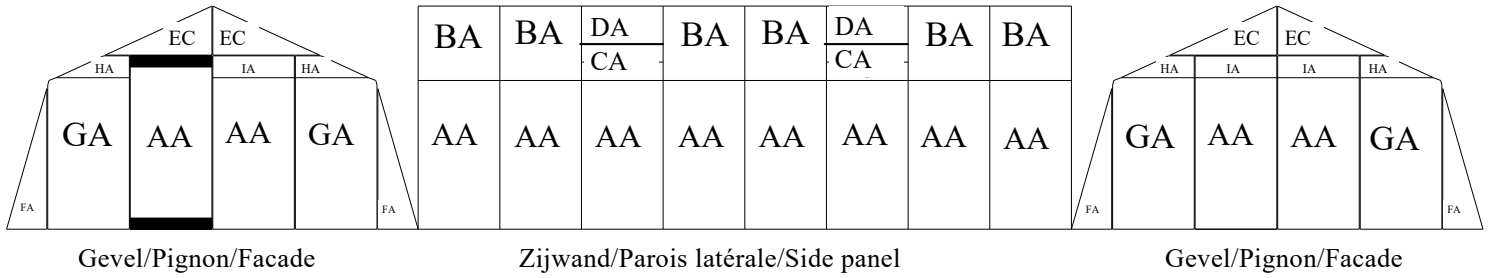 EC EC BA BA DA BA BA DA BA BA EC EC
HA IA HA CA CA HA IA IA HA
GA AA AA GA AA AA AA AA AA AA AA AA GA AA AA GA
FA FA FA FA
Gevel/Pignon/Facade Zijwand/Parois latérale/Side panel Gevel/Pignon/Facade